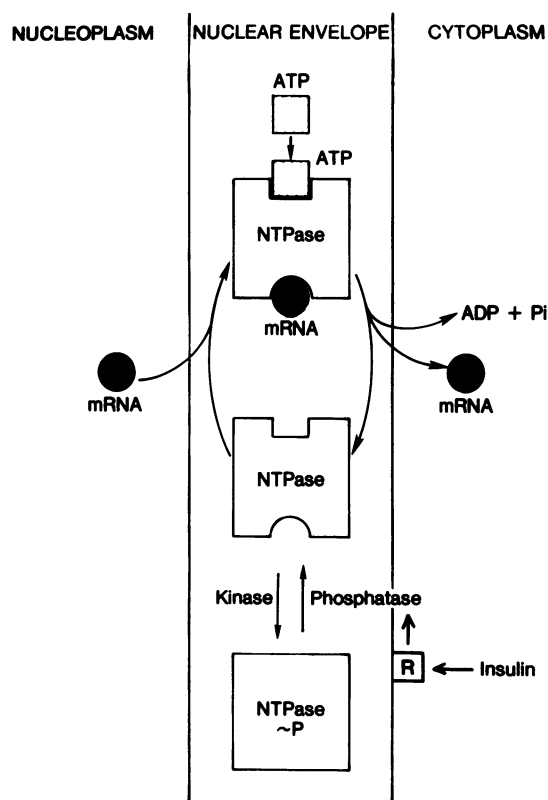 NUCLEOPLASM
NUCLEAR ENVELOPE
CYTOPLASM
ATP
ATP
NTPase
mRNA
ADP + Pi
mRNA
mRNA
NTPase
Kinase
Phosphatase
R
Insulin
NTPase
~P